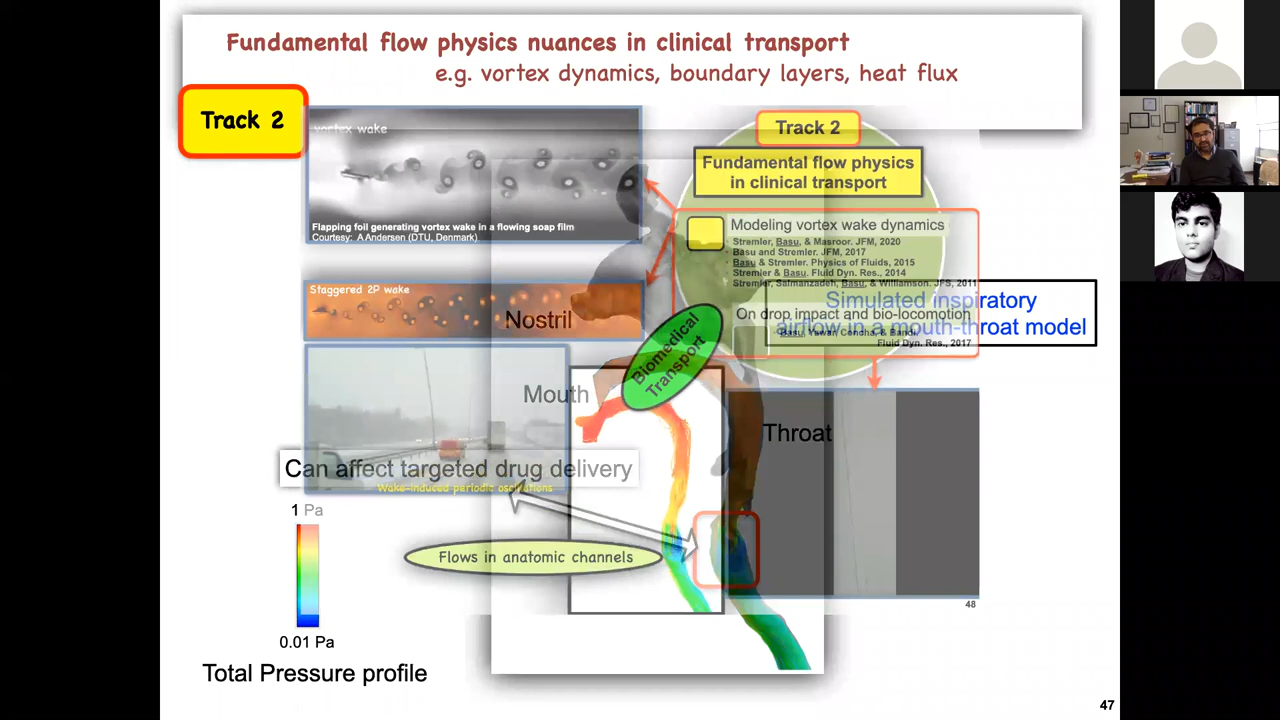 Fundamental flow physics nuances in clinical transport
e.g. vortex dynamics, boundary layers, heat flux
Track 2
vortex wake
Flapping foil generating vortex wake in a flowing soap film
Courtesy: A Andersen (DTU, Denmark)
Track 2
Fundamental flow physics
in clinical transport
Modeling vortex wake dynamics
Stremler, Basu, & Masroor. JFM, 2020
Basu and Stremler. JFM, 2017
Basu & Stremler. Physics of Fluids, 2015
Stremler & Basu. Fluid Dyn. Res., 2014
Stremler, Salmanzadeh, Basu, & Williamson. JFS, 2011
Staggered 2P wake
Simulated inspiratory
airflow in a mouth-throat model
On drop impact and bio-locomotion
Basu, Yawar, Concha, & Bandi.
Fluid Dyn. Res., 2017
Nostril
Biomedical
Transport
Mouth
Throat
Can affect targeted drug delivery
Wake-induced periodic oscillations
1 Pa
Flows in anatomic channels
48
0.01 Pa
Total Pressure profile
47